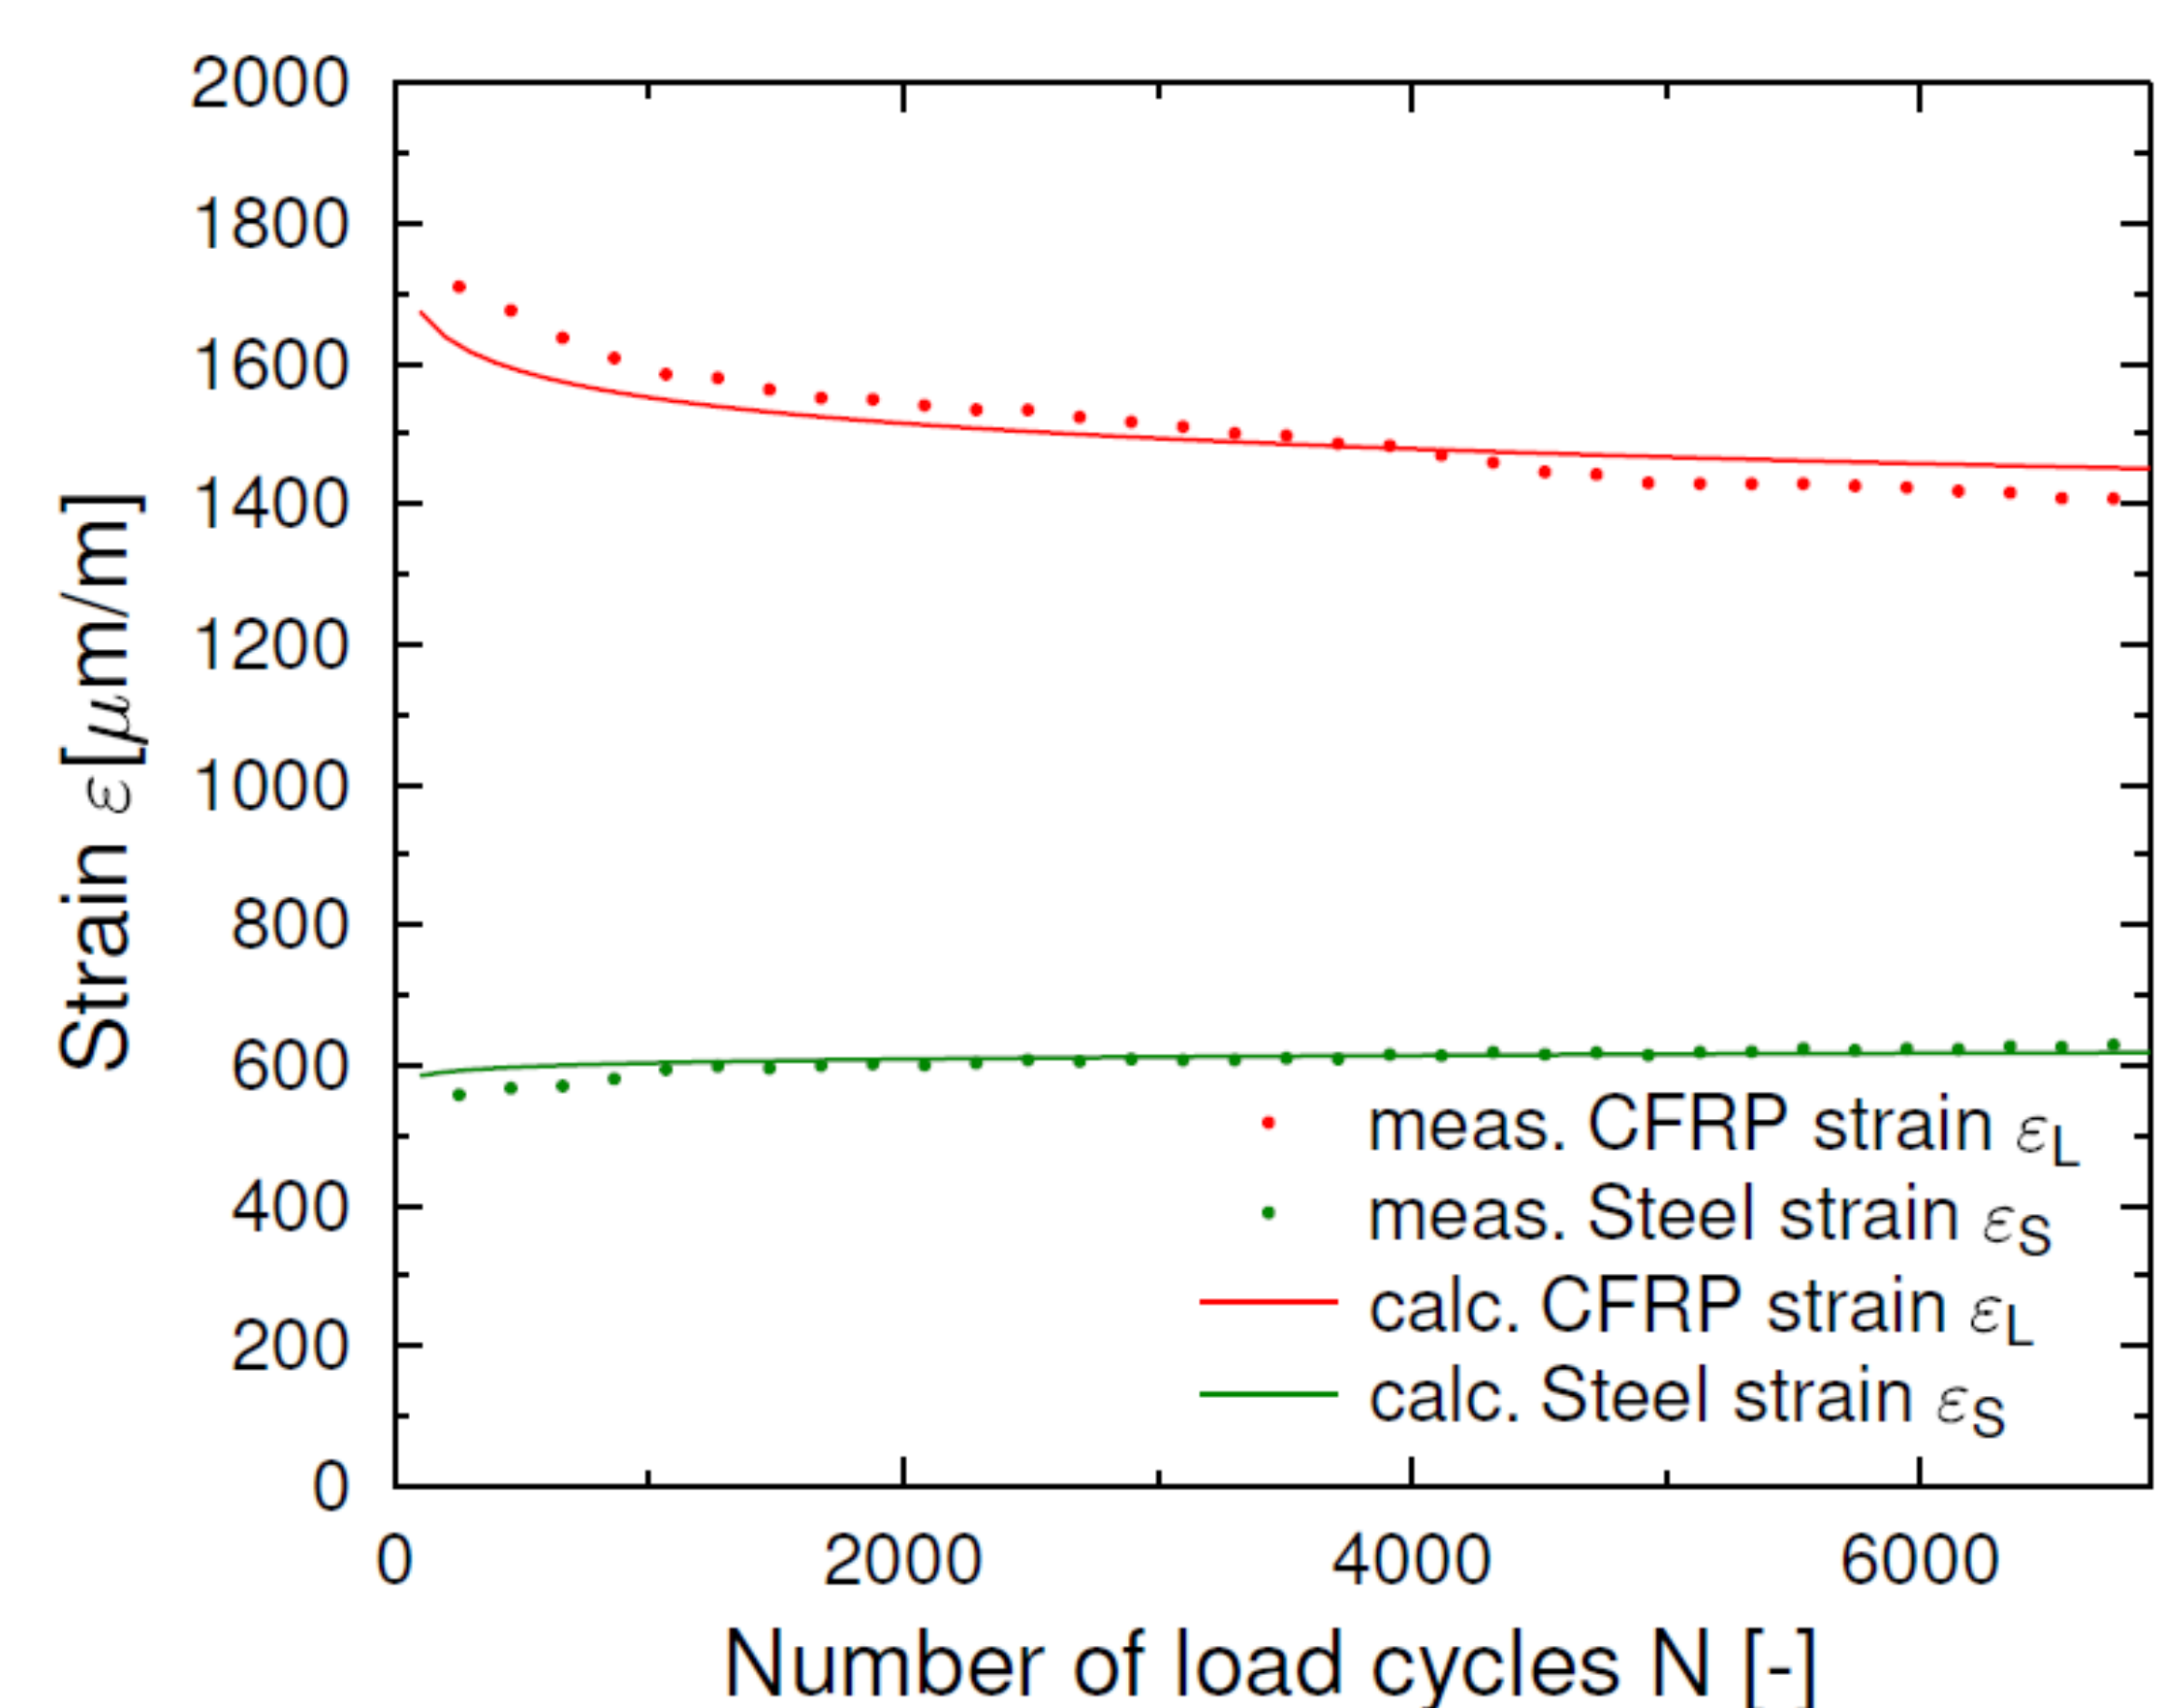 2000
1800
1600
1400
1200
1000
800
600
400
200
0
Strain ε[μm/m]
meas. CFRP strain εL
meas. Steel strain εS
calc. CFRP strain εL
calc. Steel strain εS
0 2000 4000 6000
Number of load cycles N [-]